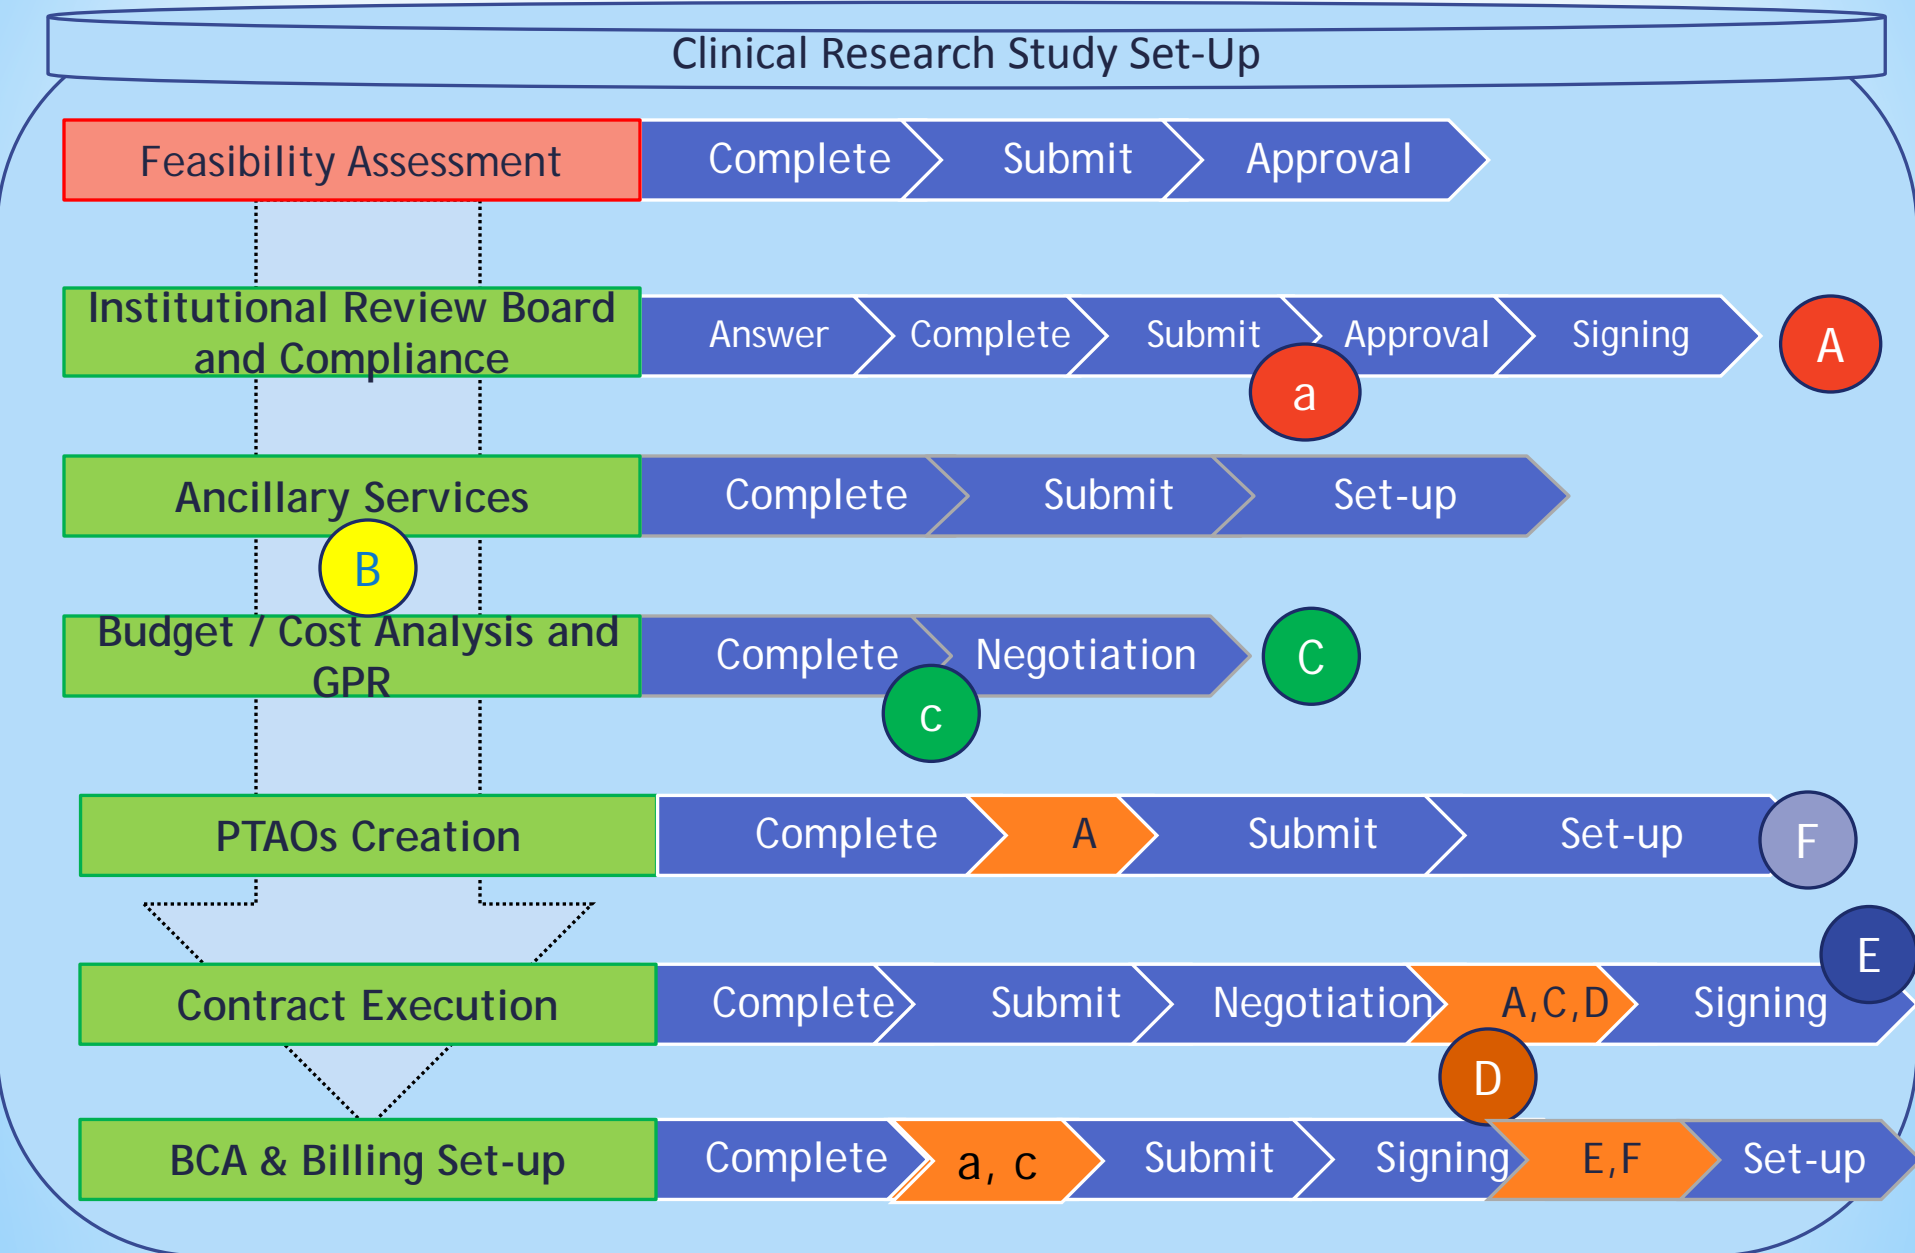 Clinical Research Study Set-Up
Feasibility Assessment
Complete
Submit
Approval
Institutional Review Board
and Compliance
Answer
Complete
Submit
Approval
Signing
A
a
Ancillary Services
Complete
Submit
Set-up
B
Budget / Cost Analysis and
GPR
Complete
Negotiation
C
c
PTAOs Creation
Complete
A
Submit
Set-up
F
Contract Execution
Complete
Submit
Negotiation
A,C,D
Signing
E
D
BCA & Billing Set-up
Complete
a, c
Submit
Signing
E,F
Set-up